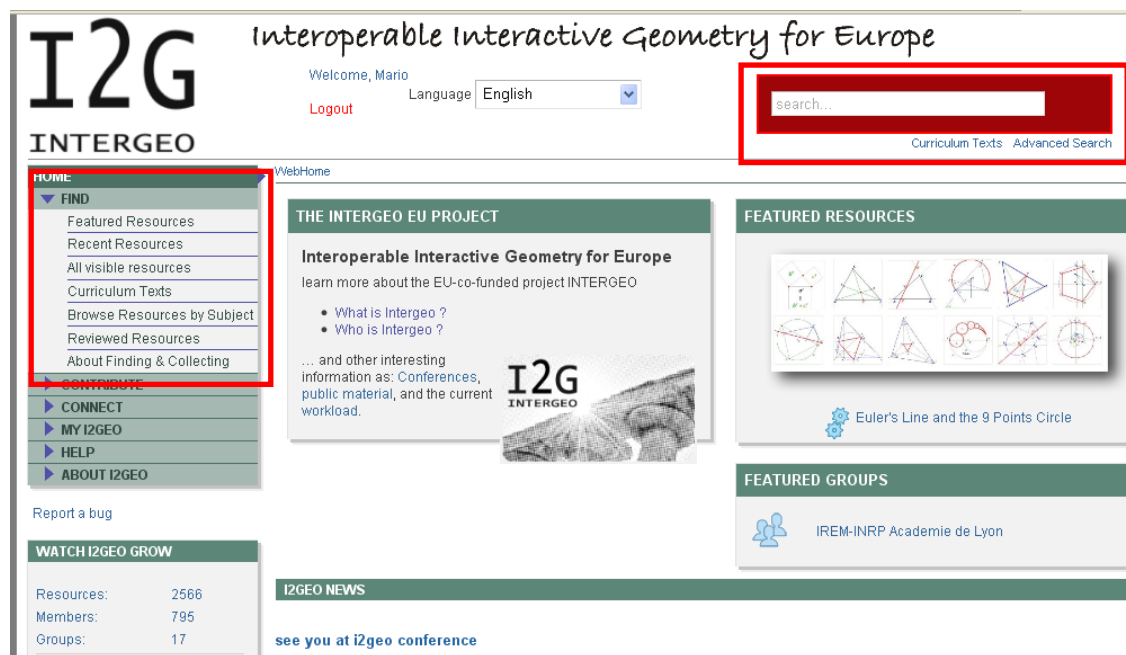 I2G
INTERGEO
Interoperable Interactive Geometry for Europe
Welcome, Mario
Language English
Logout
search...
Curriculum Texts Advanced Search
HOME
FIND
Featured Resources
Recent Resources
All visible resources
Curriculum Texts
Browse Resources by Subject
Reviewed Resources
About Finding & Collecting
CONTRIBUTE
CONNECT
MY I2GEO
HELP
ABOUT I2GEO
Report a bug
WATCH I2GEO GROW
Resources: 2566
Members: 795
Groups: 17
WebHome
THE INTERGEO EU PROJECT
Interoperable Interactive Geometry for Europe
learn more about the EU-co-funded project INTERGEO
• What is Intergeo ?
• Who is Intergeo ?
... and other interesting
information as: Conferences,
public material, and the current
workload.
I2G
INTERGEO
FEATURED RESOURCES
Euler's Line and the 9 Points Circle
FEATURED GROUPS
IREM-INRP Academie de Lyon
I2GEO NEWS
see you at i2geo conference